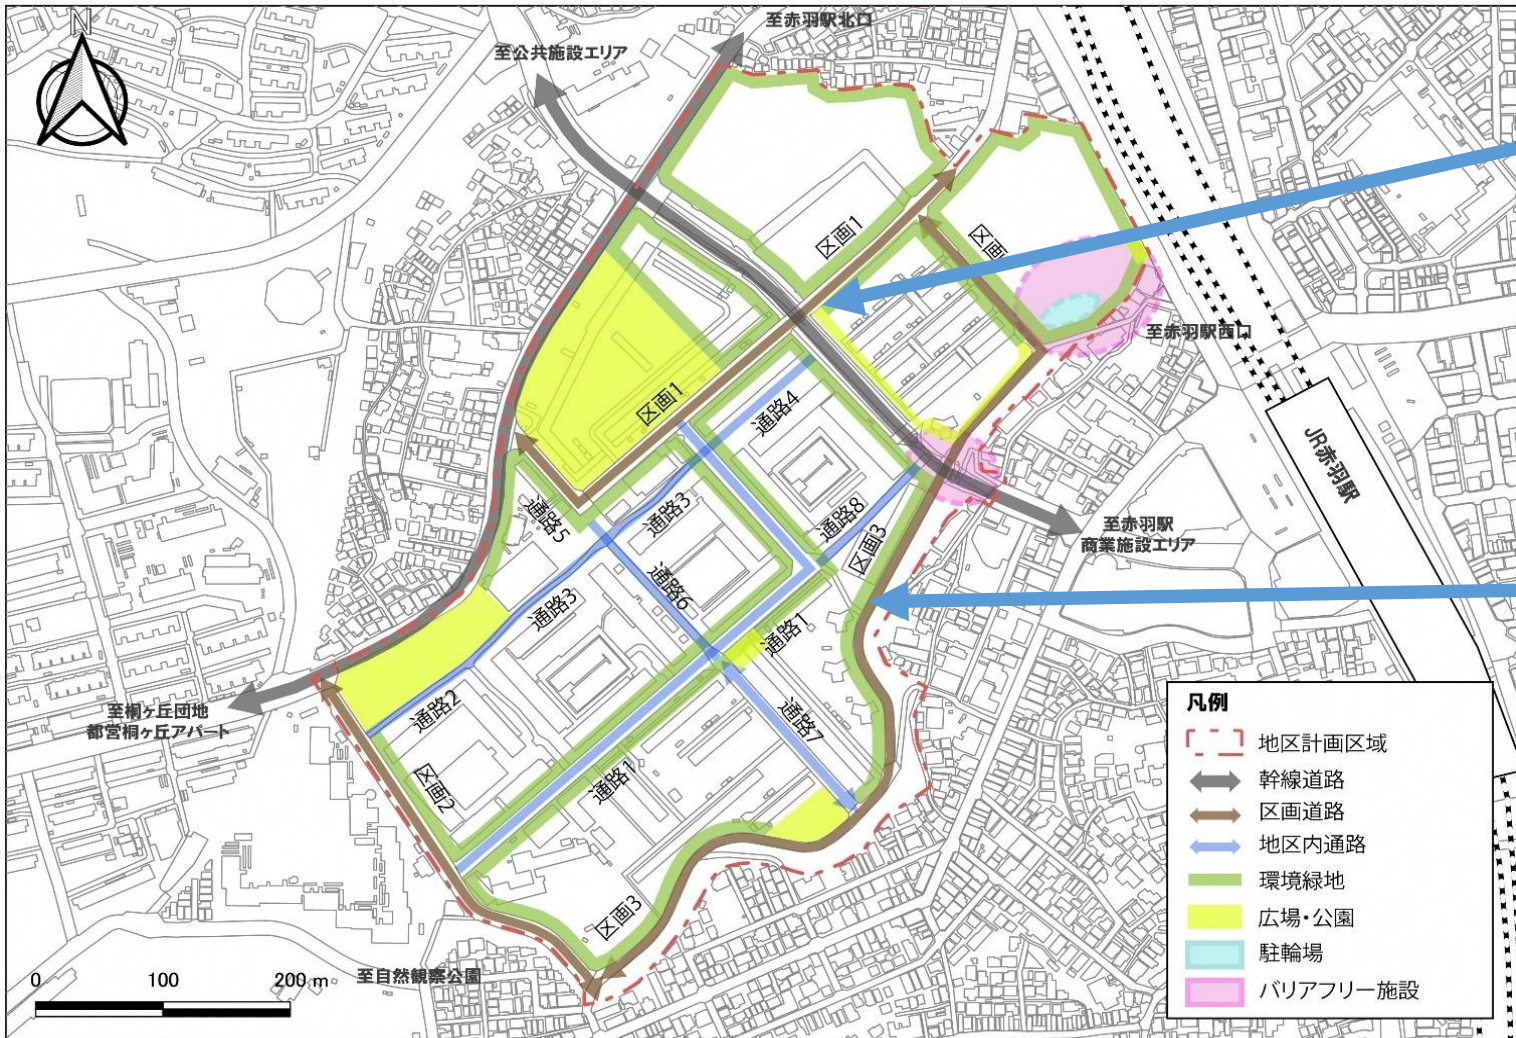 N
至赤羽駅北口
至公共施設エリア
区画1
区画
至赤羽駅西口
区画1
通路4
JR赤羽駅
通路5
通路3
通路8
区画3
至赤羽駅
商業施設エリア
通路6
通路3
通路1
通路2
通路7
至桐ヶ丘団地
都営桐ヶ丘アパート
区画2
通路1
区画3
至自然観察公園
0 100 200 m
凡例
地区計画区域
幹線道路
区画道路
地区内通路
環境緑地
広場・公園
駐輪場
バリアフリー施設